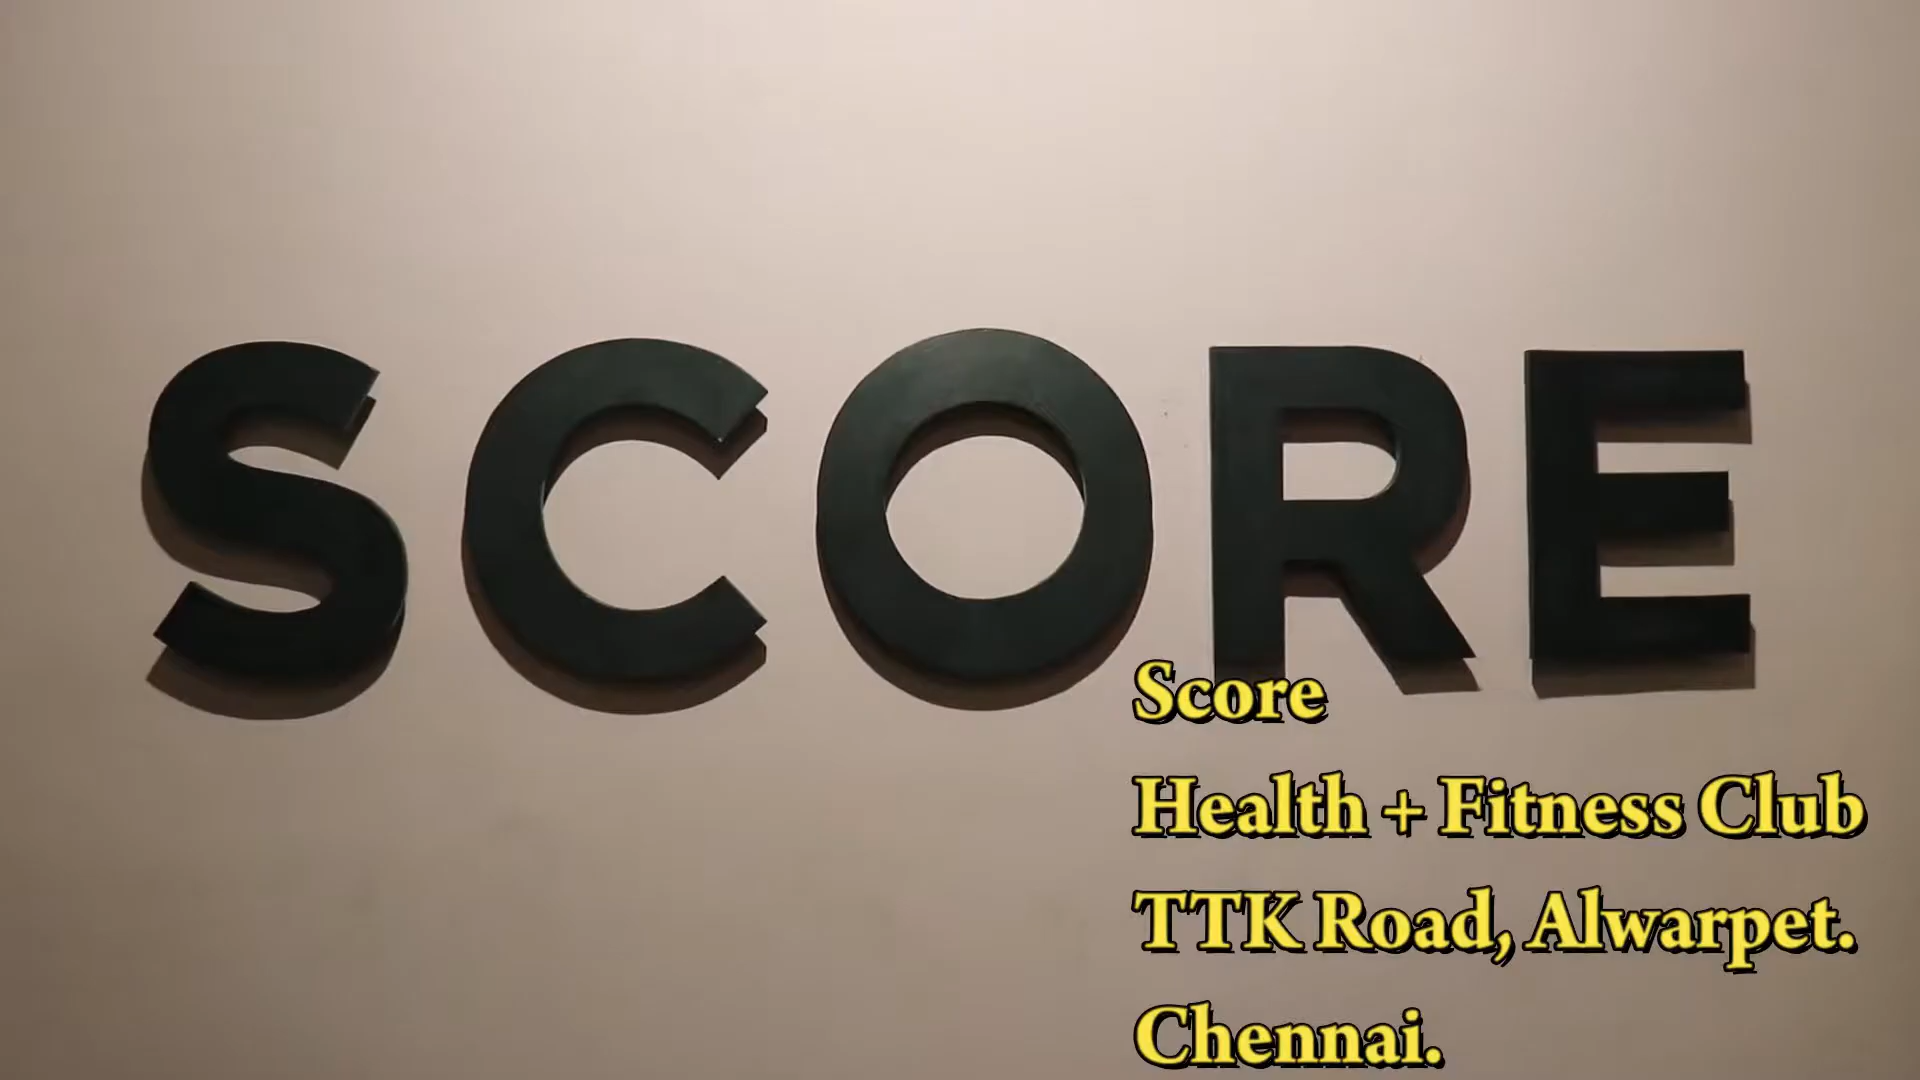 SCORE
Score
Health + Fitness Club
TTK Road, Alwarpet.
Chennai.